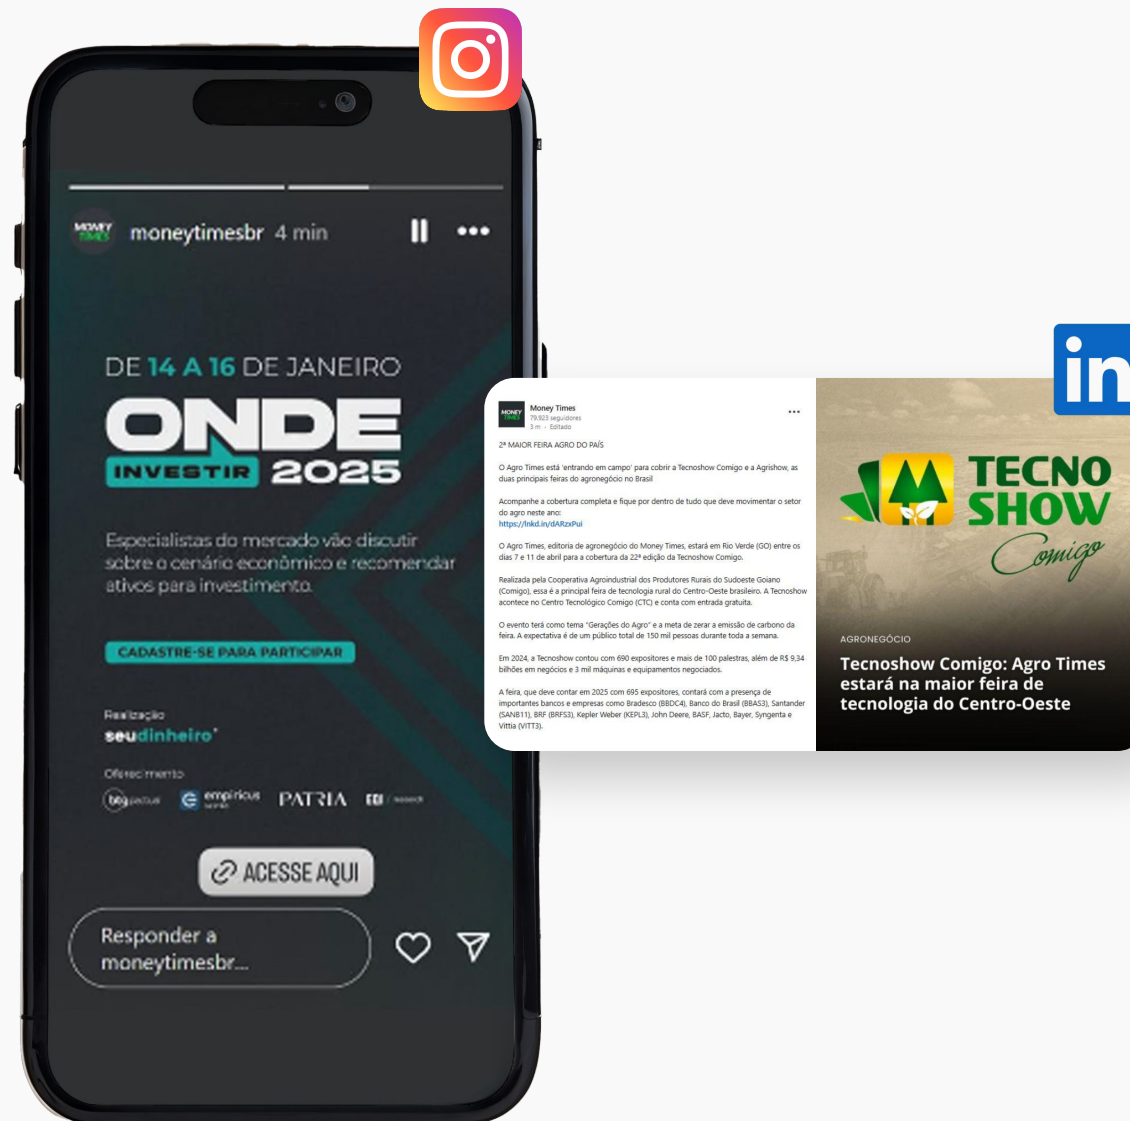 moneytimesbr 4 min
DE 14 A 16 DE JANEIRO
ONDE
INVESTIR 2025
Especialistas do mercado vão discutir
sobre o cenário econômico e recomendar
ativos para investimento.
CADASTRE-SE PARA PARTICIPAR
Realização
seudinheiro
Oferecimento
btgpactual empiricus PATRIA EQI research
ACESSE AQUI
Responder a
moneytimesbr...
in
MONEY TIMES
Money Times
79.923 seguidores
3 m · Editado
2ª MAIOR FEIRA AGRO DO PAÍS
O Agro Times está 'entrando em campo' para cobrir a Tecnoshow Comigo e a Agrishow, as
duas principais feiras do agronegócio no Brasil
Acompanhe a cobertura completa e fique por dentro de tudo que deve movimentar o setor
do agro neste ano:
https://lnkd.in/dARzxPui
O Agro Times, editoria de agronegócio do Money Times, estará em Rio Verde (GO) entre os
dias 7 e 11 de abril para a cobertura da 22ª edição da Tecnoshow Comigo.
Realizada pela Cooperativa Agroindustrial dos Produtores Rurais do Sudoeste Goiano
(Comigo), essa é a principal feira de tecnologia rural do Centro-Oeste brasileiro. A Tecnoshow
acontece no Centro Tecnológico Comigo (CTC) e conta com entrada gratuita.
O evento terá como tema "Gerações do Agro" e a meta de zerar a emissão de carbono da
feira. A expectativa é de um público total de 150 mil pessoas durante toda a semana.
Em 2024, a Tecnoshow contou com 690 expositores e mais de 100 palestras, além de R$ 9,34
bilhões em negócios e 3 mil máquinas e equipamentos negociados.
A feira, que deve contar em 2025 com 695 expositores, contará com a presença de
importantes bancos e empresas como Bradesco (BBDC4), Banco do Brasil (BBAS3), Santander
(SANB11), BRF (BRFS3), Kepler Weber (KEPL3), John Deere, BASF, Jacto, Bayer, Syngenta e
Vittia (VITT3).
TECNO
SHOW
Comigo
AGRONEGÓCIO
Tecnoshow Comigo: Agro Times
estará na maior feira de
tecnologia do Centro-Oeste